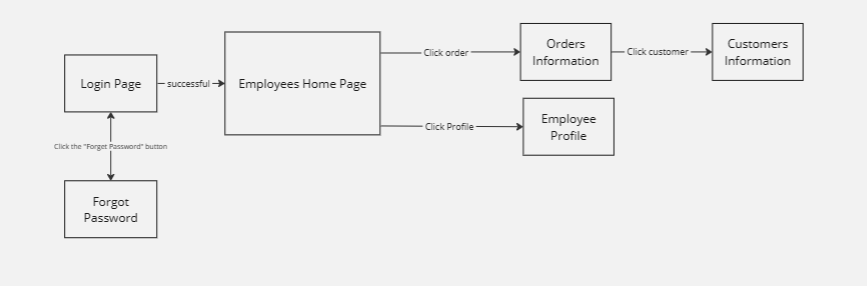 Login Page
successful
Employees Home Page
Click order
Orders
Information
Click customer
Customers
Information
Click Profile
Employee
Profile
Click the "Forget Password" button
Forgot
Password